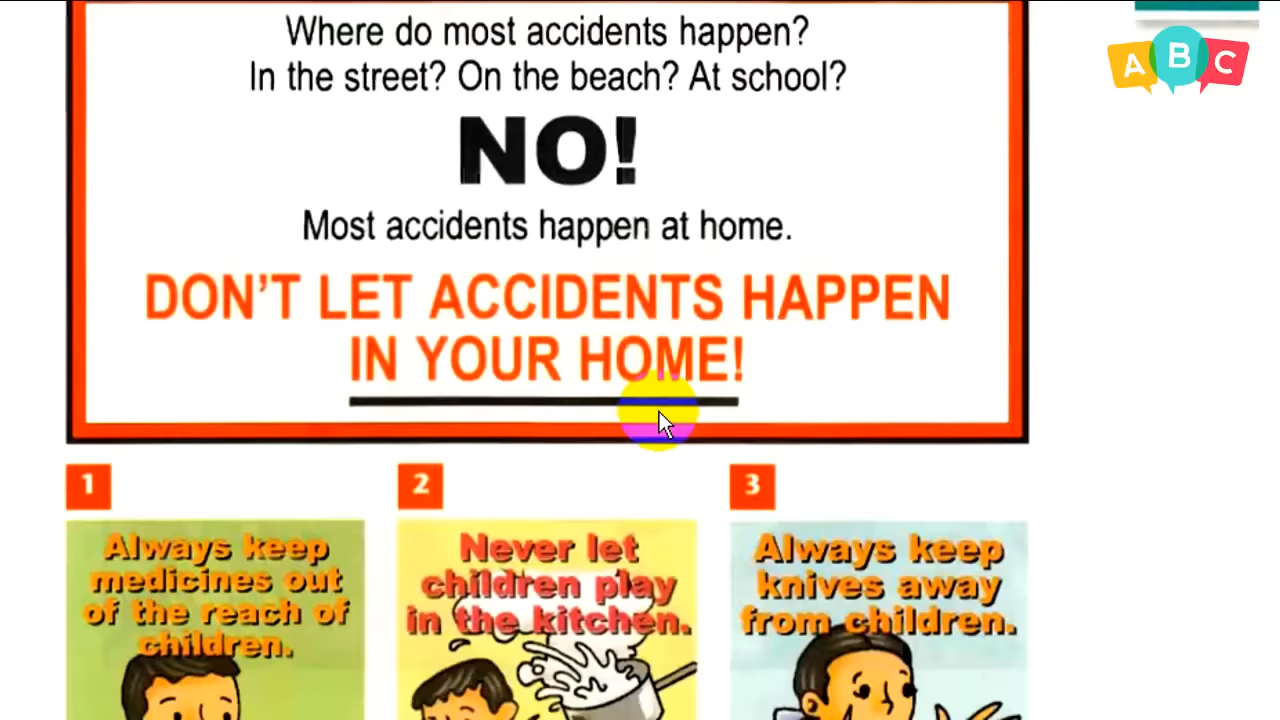 Where do most accidents happen?
In the street? On the beach? At school?
NO!
Most accidents happen at home.
DON'T LET ACCIDENTS HAPPEN
IN YOUR HOME!
A B C
1
Always keep
medicines out
of the reach of
children.
2
Never let
children play
in the kitchen.
3
Always keep
knives away
from children.